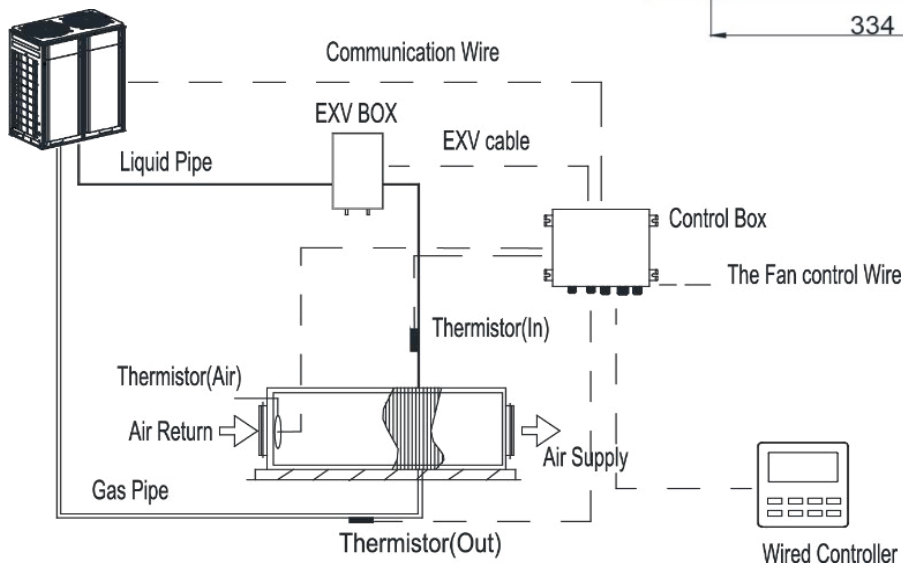 334
Communication Wire
EXV BOX
EXV cable
Liquid Pipe
Control Box
The Fan control Wire
Thermistor(In)
Thermistor(Air)
Air Return
Air Supply
Gas Pipe
Thermistor(Out)
Wired Controller